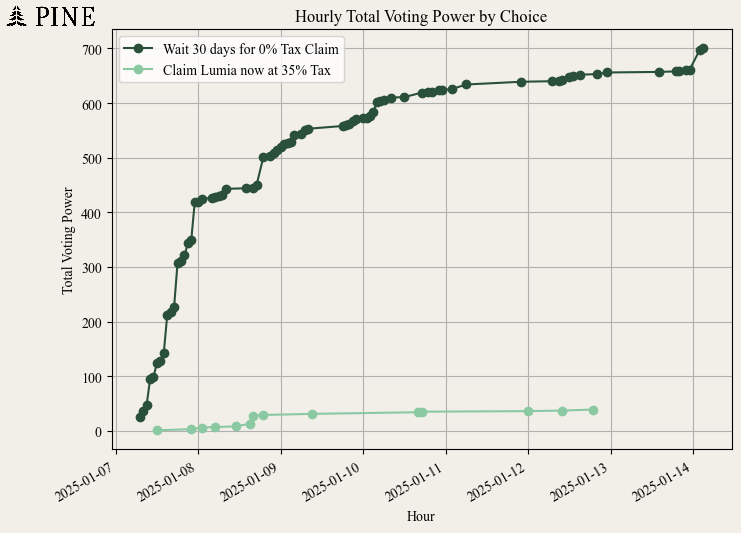 PINE
Hourly Total Voting Power by Choice
Wait 30 days for 0% Tax Claim
Claim Lumia now at 35% Tax
Total Voting Power
700
600
500
400
300
200
100
0
2025-01-07
2025-01-08
2025-01-09
2025-01-10
2025-01-11
2025-01-12
2025-01-13
2025-01-14
Hour